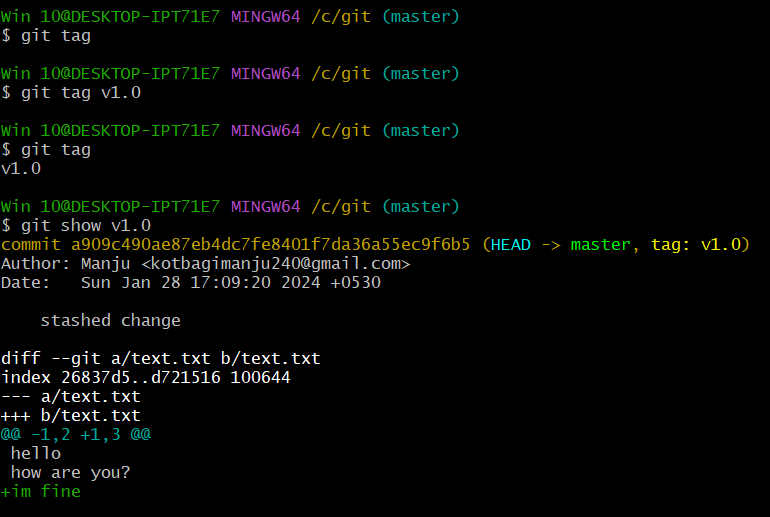 Win 10@DESKTOP-IPT71E7 MINGW64 /c/git (master)
$ git tag
Win 10@DESKTOP-IPT71E7 MINGW64 /c/git (master)
$ git tag v1.0
Win 10@DESKTOP-IPT71E7 MINGW64 /c/git (master)
$ git tag
v1.0
Win 10@DESKTOP-IPT71E7 MINGW64 /c/git (master)
$ git show v1.0
commit a909c490ae87eb4dc7fe8401f7da36a55ec9f6b5 (HEAD -> master, tag: v1.0)
Author: Manju <kotbagimanju240@gmail.com>
Date:   Sun Jan 28 17:09:20 2024 +0530
    stashed change
diff --git a/text.txt b/text.txt
index 26837d5..d721516 100644
--- a/text.txt
+++ b/text.txt
@@ -1,2 +1,3 @@
 hello
 how are you?
+im fine